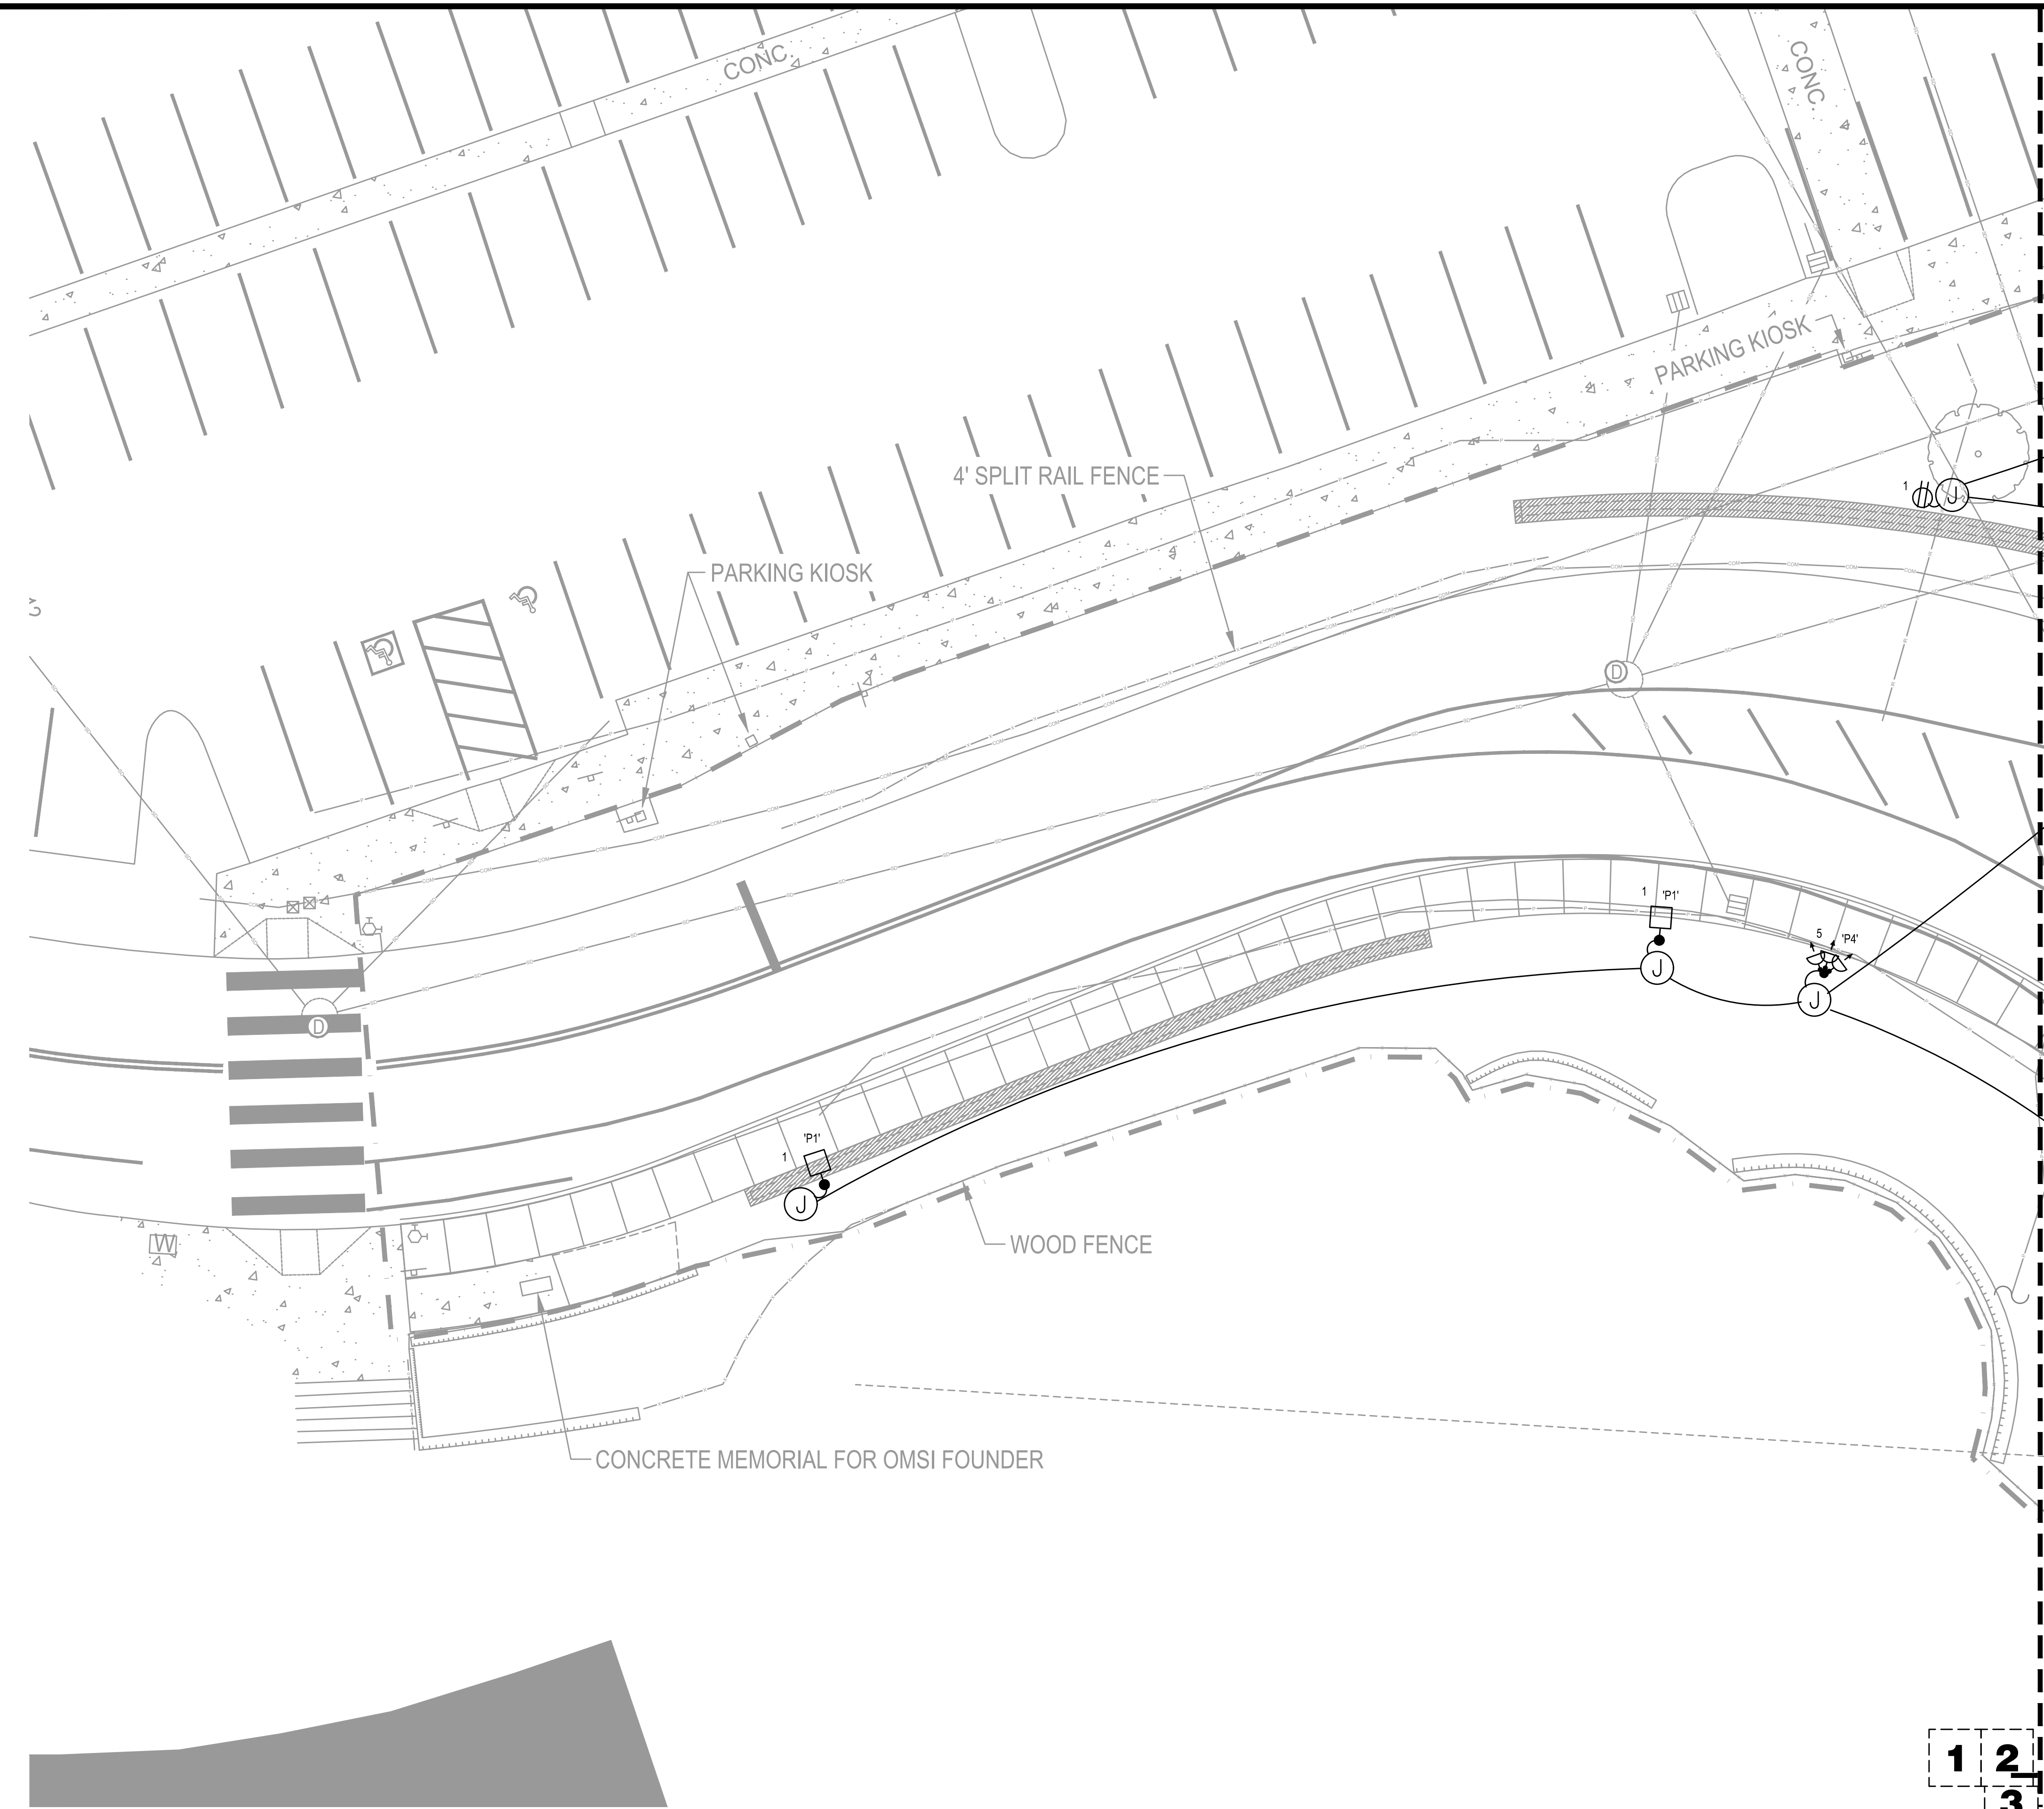 CONC.
CONC.
PARKING KIOSK
4' SPLIT RAIL FENCE
1
J
PARKING KIOSK
D
1
'P1'
5
'P4'
J
J
D
'P1'
1
J
W
WOOD FENCE
CONCRETE MEMORIAL FOR OMSI FOUNDER
1 2
3